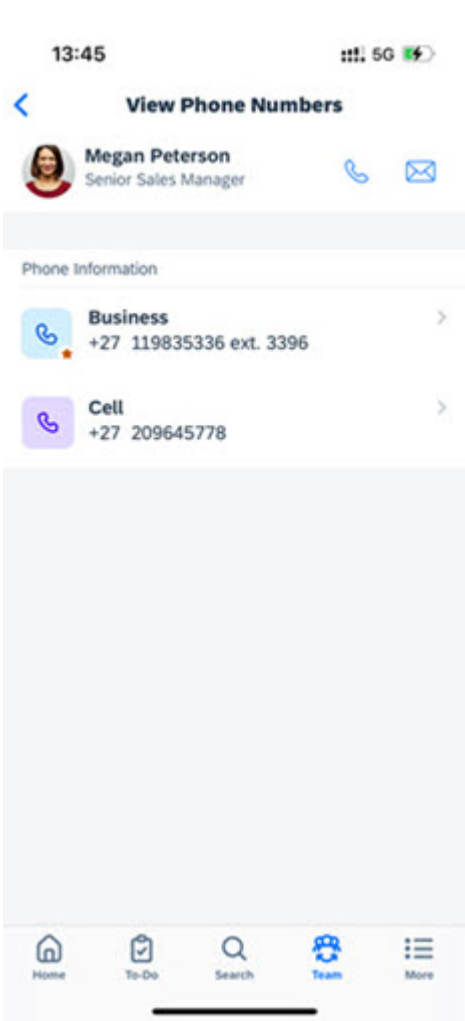 13:45
5G
View Phone Numbers
Megan Peterson
Senior Sales Manager
Phone Information
Business
+27 119835336 ext. 3396
Cell
+27 209645778
Home
To-Do
Search
Team
More